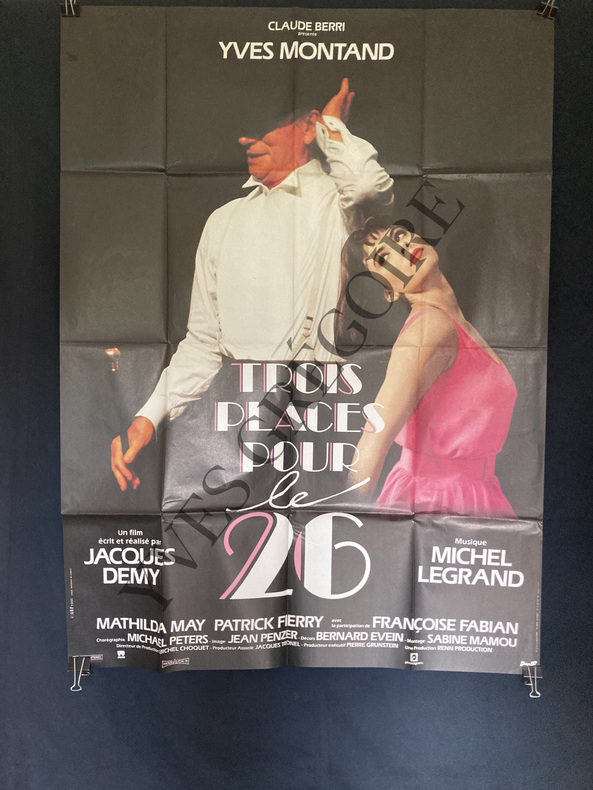 CLAUDE BERRI
présente
YVES MONTAND
TROIS
PLACES
POUR
le
26
Un film
écrit et réalisé par
JACQUES
DEMY
Musique
MICHEL
LEGRAND
MATHILDA MAY PATRICK FIERRY avec la participation de FRANÇOISE FABIAN
Chorégraphie MICHAEL PETERS - Image JEAN PENZER - Décors BERNARD EVEIN - Montage SABINE MAMOU
Directeur de MICHEL CHOQUET - Producteur Associé JACQUES - Producteur exécutif PIERRE GRUNSTEIN - Une Production RENN PRODUCTION
YVES GRÉGOIRE